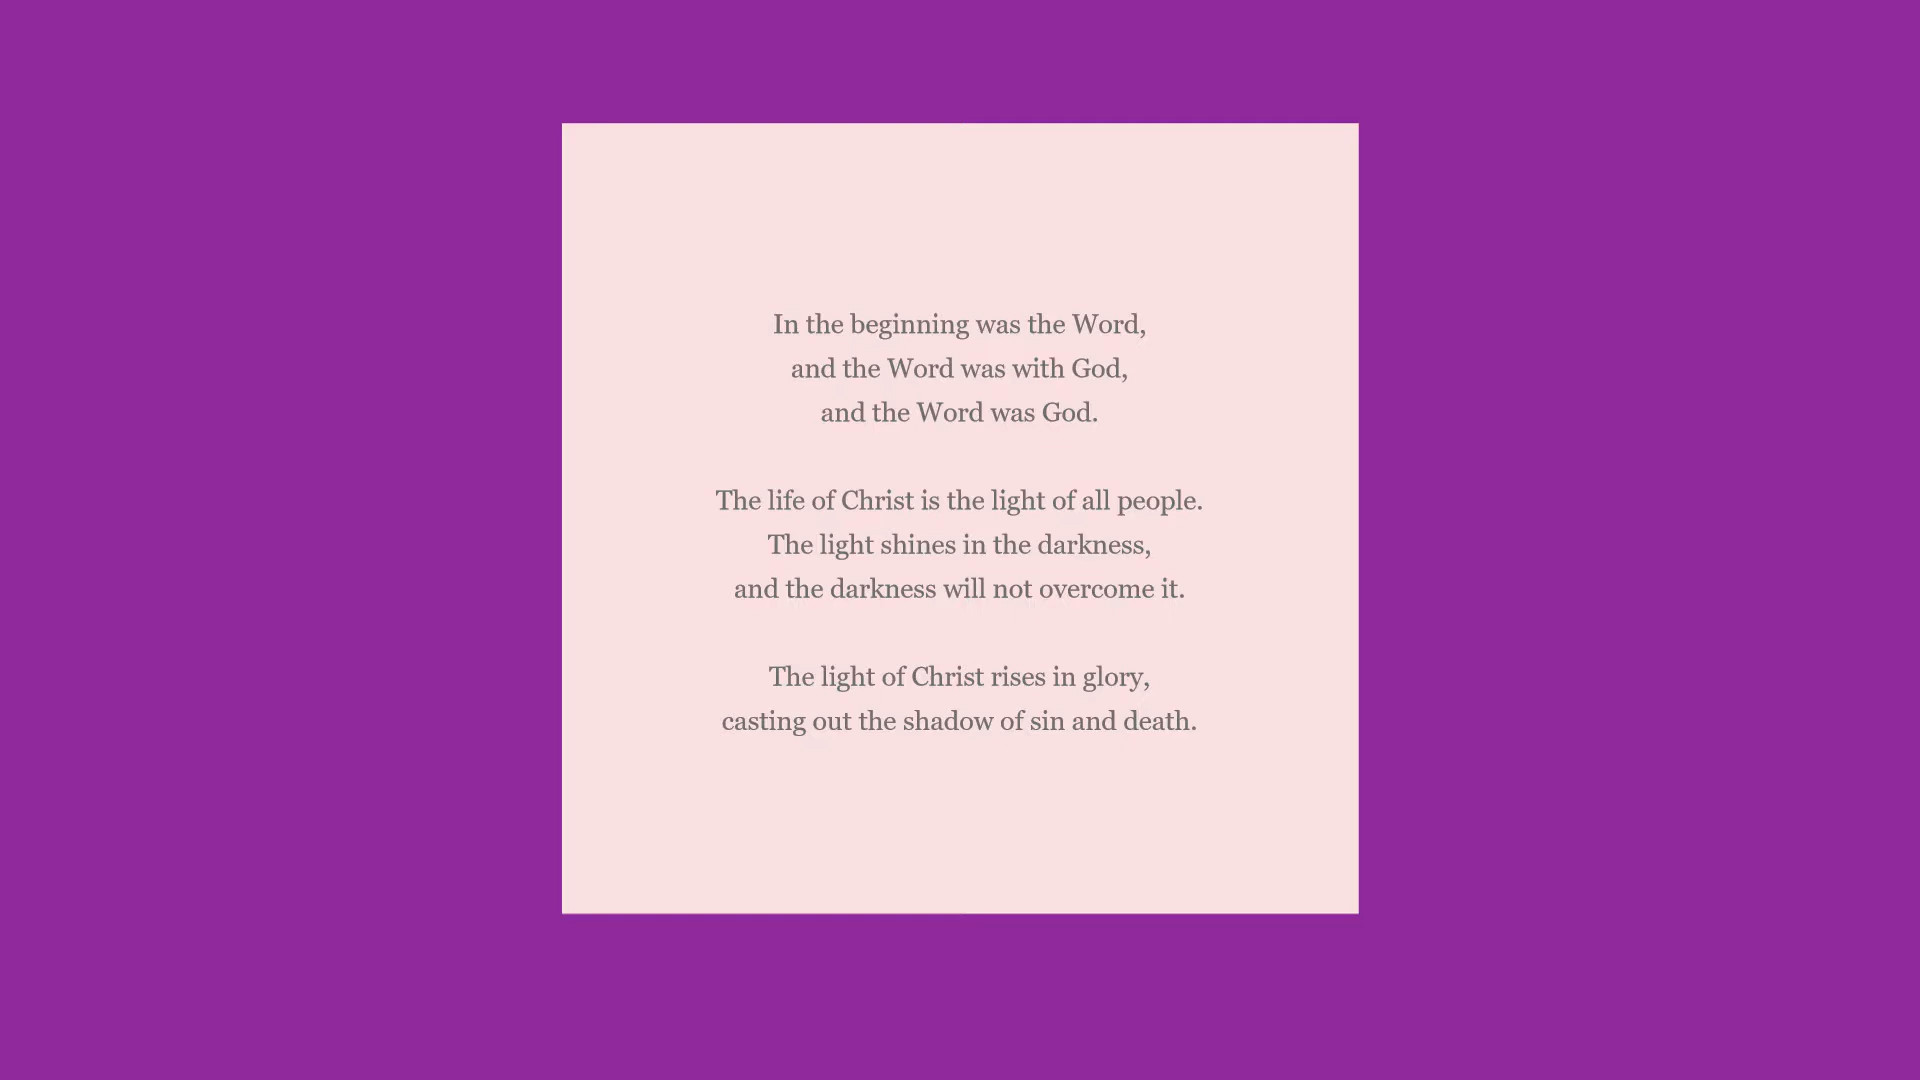 In the beginning was the Word,
and the Word was with God,
and the Word was God.
The life of Christ is the light of all people.
The light shines in the darkness,
and the darkness will not overcome it.
The light of Christ rises in glory,
casting out the shadow of sin and death.